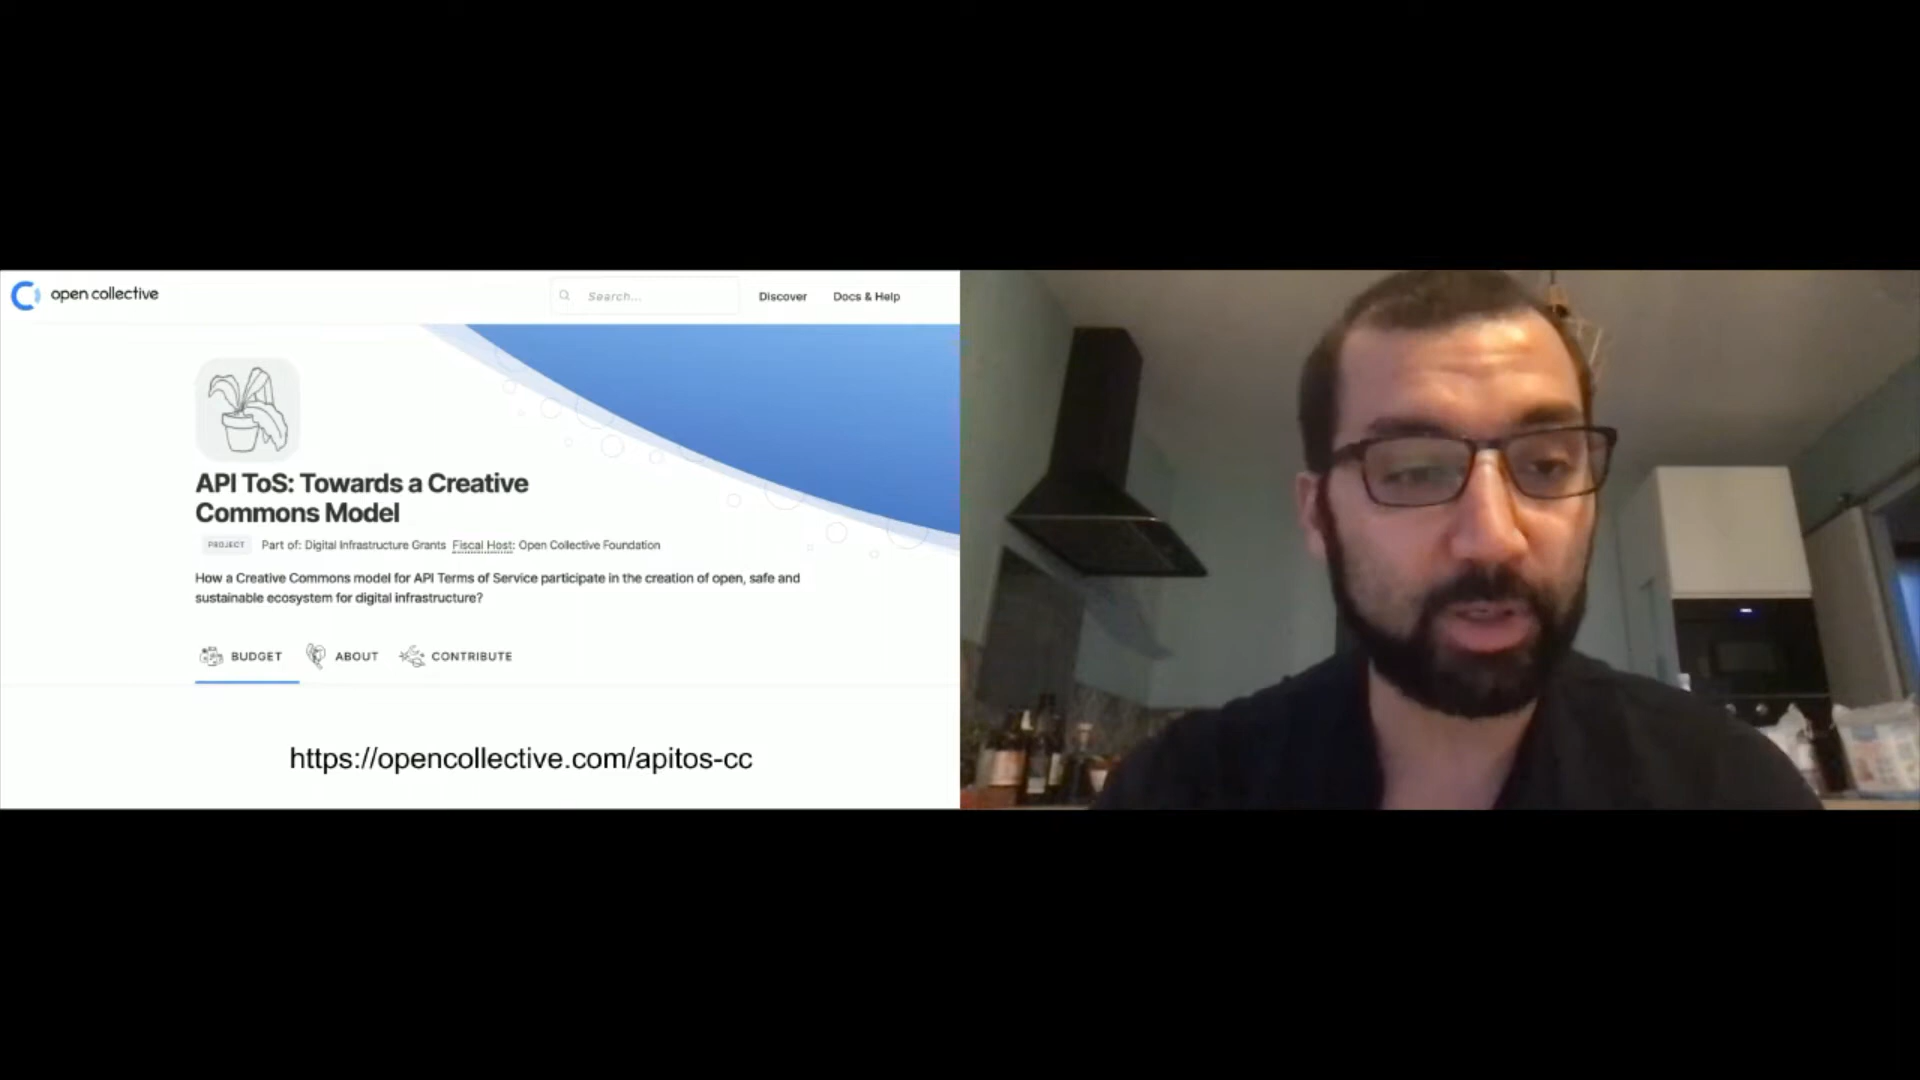 open collective
Search...
Discover
Docs & Help
API ToS: Towards a Creative
Commons Model
PROJECT
Part of: Digital Infrastructure Grants Fiscal Host: Open Collective Foundation
How a Creative Commons model for API Terms of Service participate in the creation of open, safe and
sustainable ecosystem for digital infrastructure?
BUDGET
ABOUT
CONTRIBUTE
https://opencollective.com/apitos-cc